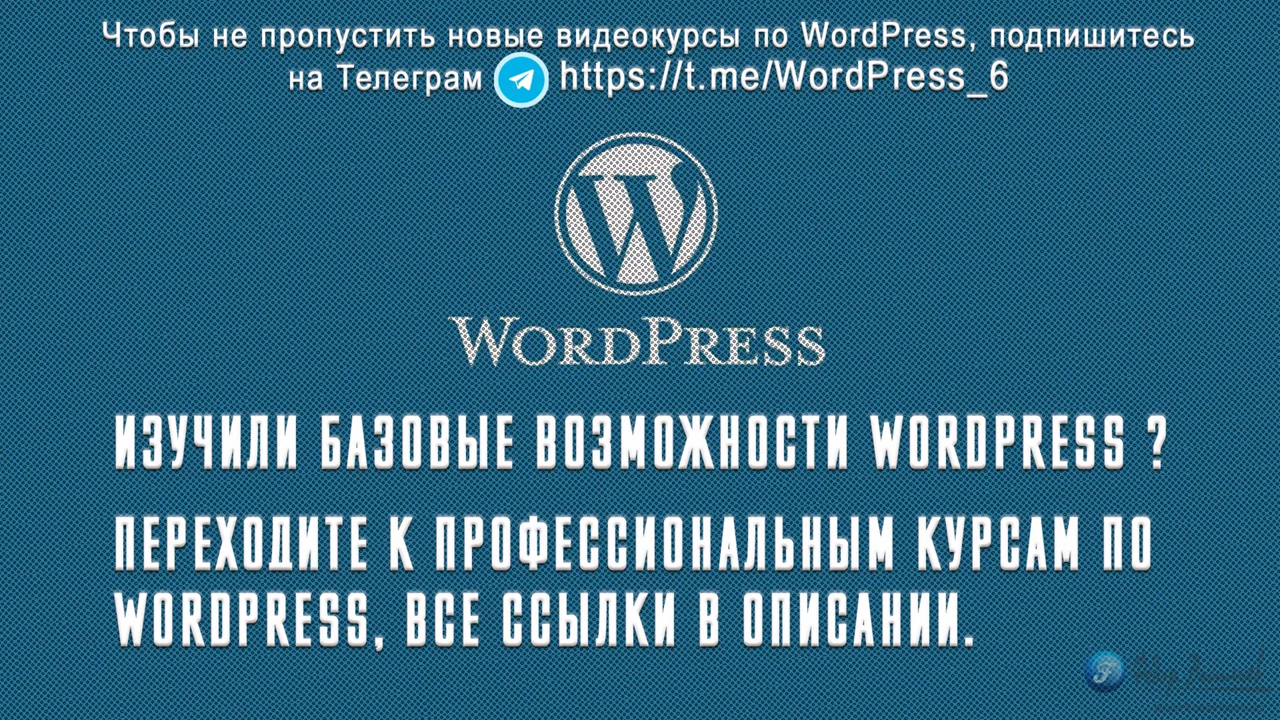 Чтобы не пропустить новые видеокурсы по WordPress, подпишитесь
на Телеграм https://t.me/WordPress_6
WORDPRESS
ИЗУЧИЛИ БАЗОВЫЕ ВОЗМОЖНОСТИ WORDPRESS ?
ПЕРЕХОДИТЕ К ПРОФЕССИОНАЛЬНЫМ КУРСАМ ПО
WORDPRESS, ВСЕ ССЫЛКИ В ОПИСАНИИ.